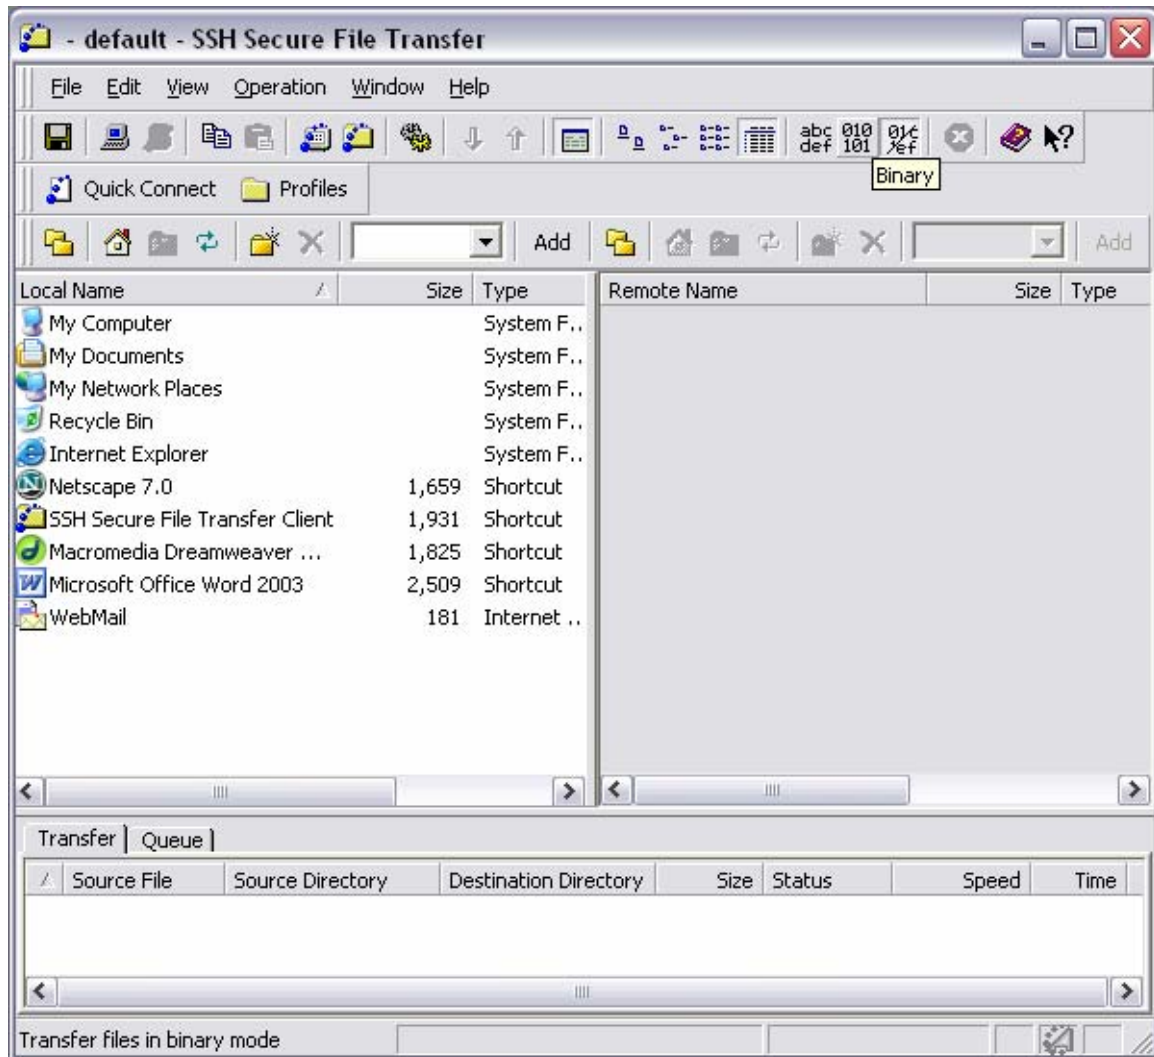 - default - SSH Secure File Transfer
File Edit View Operation Window Help
abc def 010 101
Binary
Quick Connect Profiles
Add Add
Local Name Size Type Remote Name Size Type
My Computer System F..
My Documents System F..
My Network Places System F..
Recycle Bin System F..
Internet Explorer System F..
Netscape 7.0 1,659 Shortcut
SSH Secure File Transfer Client 1,931 Shortcut
Macromedia Dreamweaver ... 1,825 Shortcut
Microsoft Office Word 2003 2,509 Shortcut
WebMail 181 Internet ..
Transfer Queue
Source File Source Directory Destination Directory Size Status Speed Time
Transfer files in binary mode